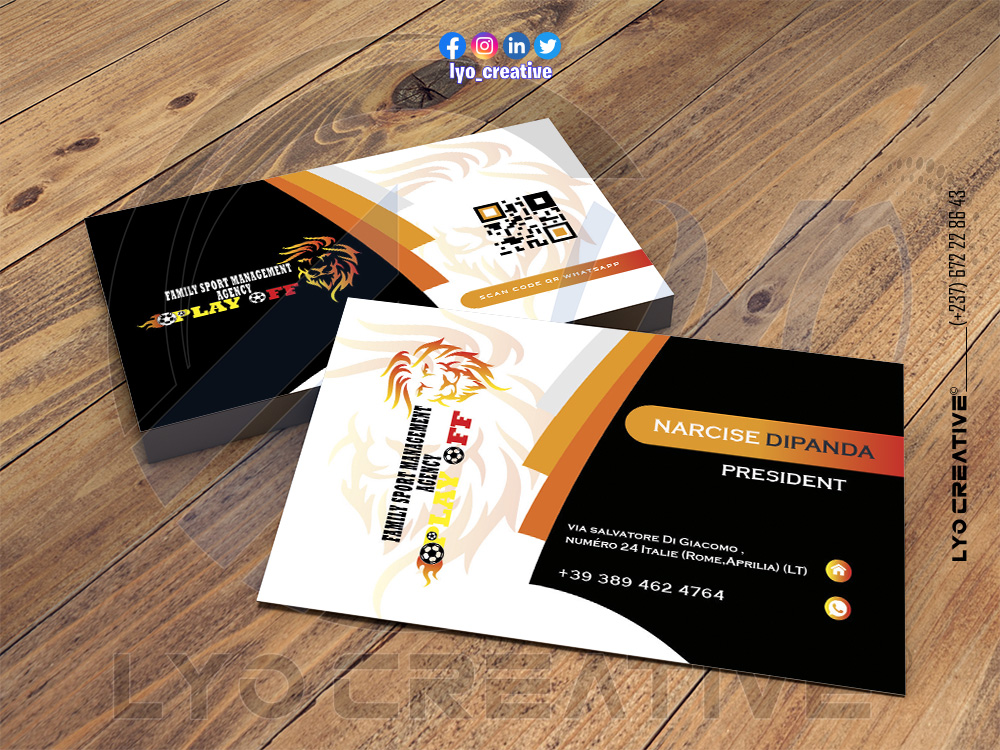 lyo_creative
FAMILY SPORT MANAGEMENT
AGENCY
PLAY OFF
SCAN CODE QR WHATSAPP
FAMILY SPORT MANAGEMENT
AGENCY
PLAY OFF
NARCISE DIPANDA
PRESIDENT
VIA SALVATORE DI GIACOMO ,
NUMÉRO 24 ITALIE (ROME,APRILIA) (LT)
+39 389 462 4764
LYO CREATIVE© (+237) 672 22 86 43
LYO CREATIVE